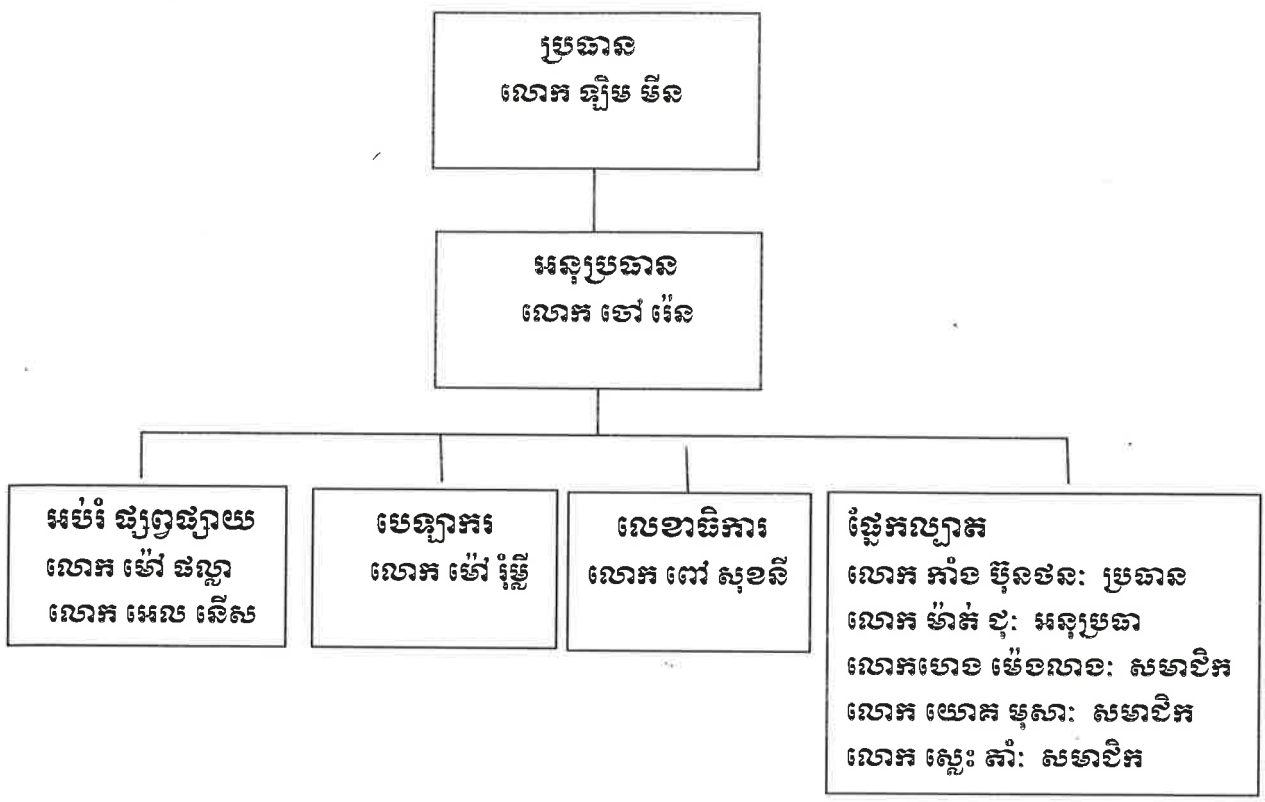 ប្រធាន
លោក ឡឹម មីន
អនុប្រធាន
លោក ចៅ រ៉េន
អប់រំ ផ្សព្វផ្សាយ
លោក ម៉ៅ ផល្លា
លោក អេល នើស
បេឡាករ
លោក ម៉ៅ រុំម្លី
លេខាធិការ
លោក ពៅ សុខនី
ផ្នែកល្បាត
លោក កាំង ប៊ុនថន: ប្រធាន
លោក ម៉ាត់ ជុ: អនុប្រធា
លោកហេង ម៉េងលាង: សមាជិក
លោក យោគ មុសា: សមាជិក
លោក ស្លេះ តាំ: សមាជិក